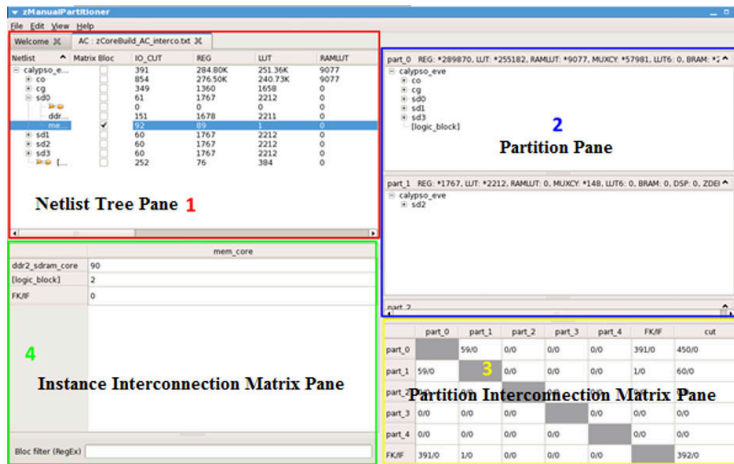 zManualPartitioner
File Edit View Help
Welcome AC : zCoreBuild_AC_interco.txt
Netlist Matrix Bloc IO_CUT REG LUT RAMLUT
calypso_e... 391 284.80K 251.36K 9077
co 854 276.50K 240.73K 9077
cg 349 1360 1658 0
sd0 61 1767 2212 0
0 0 0 0
ddr... 151 1678 2211 0
me... 92 89 1 0
sd1 60 1767 2212 0
sd2 60 1767 2212 0
sd3 60 1767 2212 0
[... 252 76 384 0
Netlist Tree Pane 1
part_0 REG: *289870, LUT: *255182, RAMLUT: *9077, MUXCY: *57981, LUT6: 0, BRAM: *2
calypso_eve
co
cg
sd0
sd1
sd3
[logic_block]
2
Partition Pane
part_1 REG: *1767, LUT: *2212, RAMLUT: 0, MUXCY: *148, LUT6: 0, BRAM: 0, DSP: 0, ZDEI
calypso_eve
sd2
part_2
mem_core
ddr2_sdram_core 90
[logic_block] 2
FK/IF 0
4
Instance Interconnection Matrix Pane
Bloc filter (RegEx)
part_0 part_1 part_2 part_3 part_4 FK/IF cut
part_0 59/0 0/0 0/0 0/0 391/0 450/0
part_1 59/0 3 0/0 0/0 0/0 1/0 60/0
part_2 0/0
Partition Interconnection Matrix Pane
part_3 0/0 0/0 0/0 0/0 0/0 0/0
part_4 0/0 0/0 0/0 0/0 0/0 0/0
FK/IF 391/0 1/0 0/0 0/0 0/0 392/0